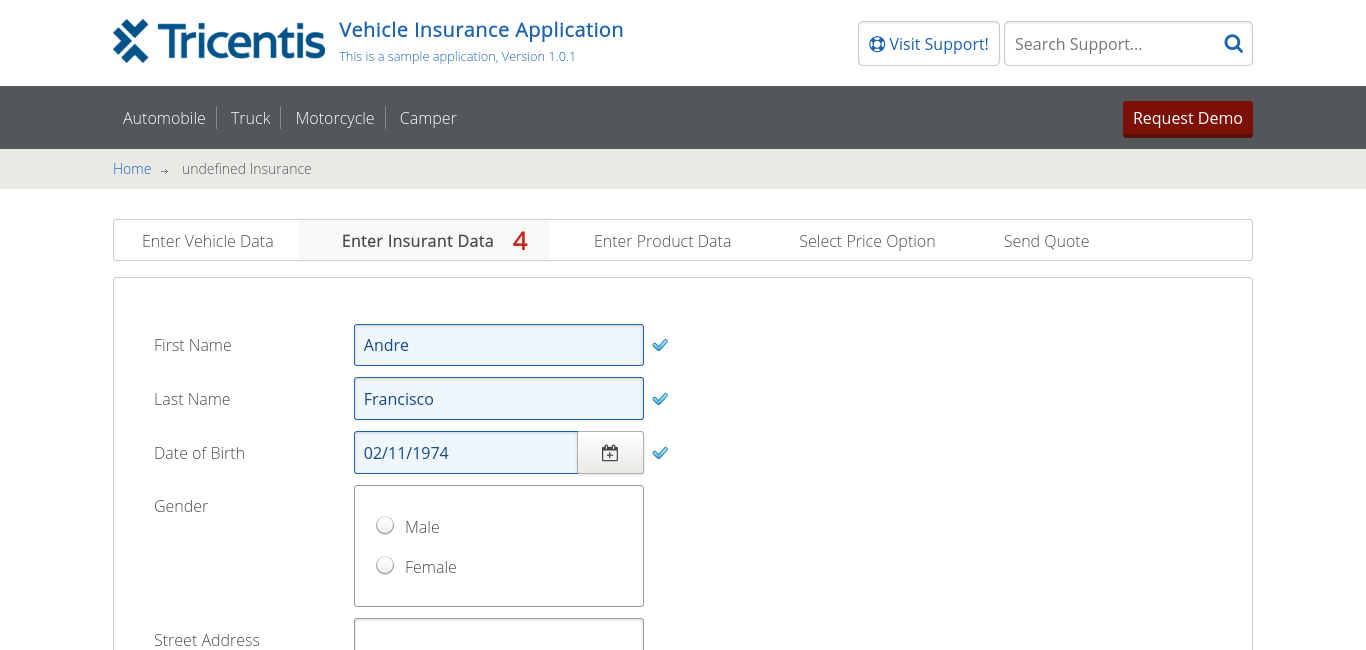 Tricentis
Vehicle Insurance Application
This is a sample application, Version 1.0.1
Visit Support!
Search Support...
Automobile
Truck
Motorcycle
Camper
Request Demo
Home → undefined Insurance
Enter Vehicle Data
Enter Insurant Data 4
Enter Product Data
Select Price Option
Send Quote
First Name
Andre
Last Name
Francisco
Date of Birth
02/11/1974
Gender
Male
Female
Street Address